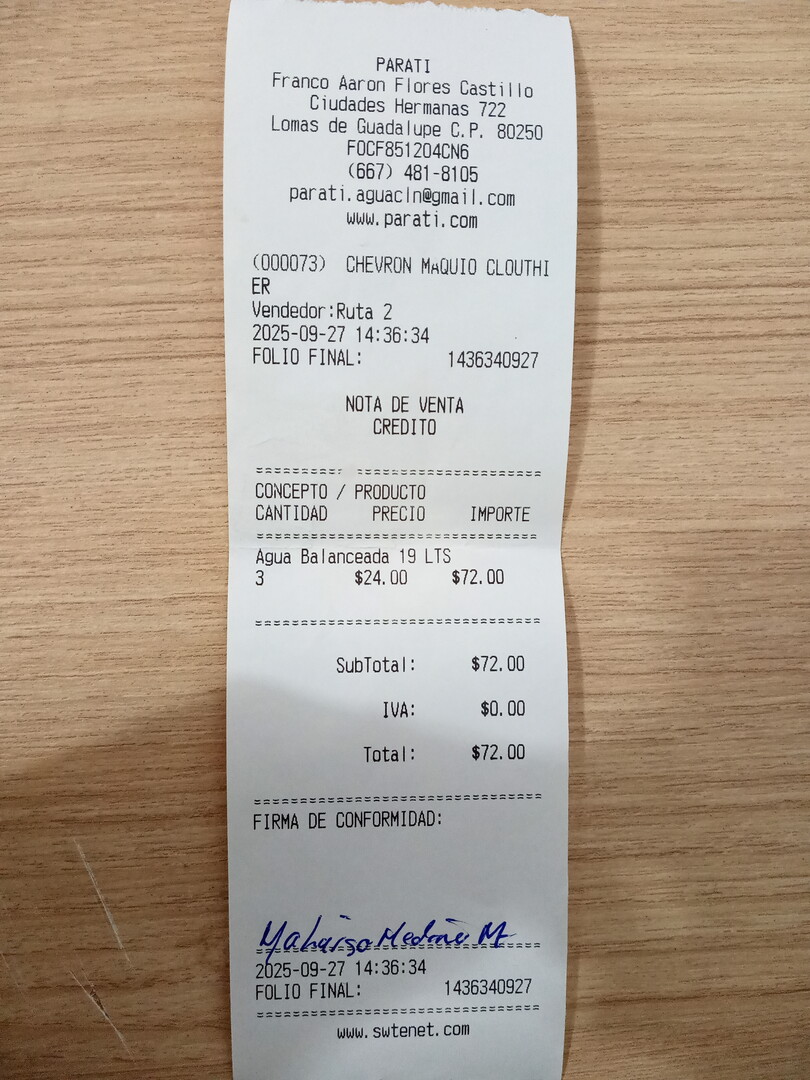 PARATI
Franco Aaron Flores Castillo
Ciudades Hermanas 722
Lomas de Guadalupe C.P. 80250
FOCF851204CN6
(667) 481-8105
parati.aguacln@gmail.com
www.parati.com
(000073) CHEVRON MAQUIO CLOUTHI
ER
Vendedor:Ruta 2
2025-09-27 14:36:34
FOLIO FINAL: 1436340927
NOTA DE VENTA
CREDITO
CONCEPTO / PRODUCTO
CANTIDAD PRECIO IMPORTE
Agua Balanceada 19 LTS
3 $24.00 $72.00
SubTotal: $72.00
IVA: $0.00
Total: $72.00
FIRMA DE CONFORMIDAD:
2025-09-27 14:36:34
FOLIO FINAL: 1436340927
www.swtenet.com